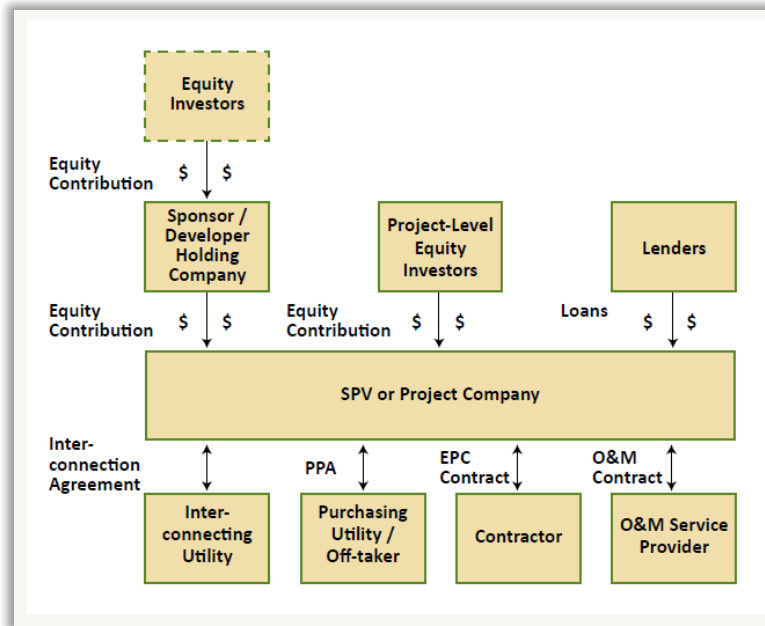 Equity
Investors
Equity
Contribution
$ $
Sponsor /
Developer
Holding
Company
Project-Level
Equity
Investors
Lenders
Equity
Contribution
$ $
Equity
Contribution
$ $
Loans
$ $
SPV or Project Company
Inter-
connection
Agreement
PPA
EPC
Contract
O&M
Contract
Inter-
connecting
Utility
Purchasing
Utility /
Off-taker
Contractor
O&M Service
Provider